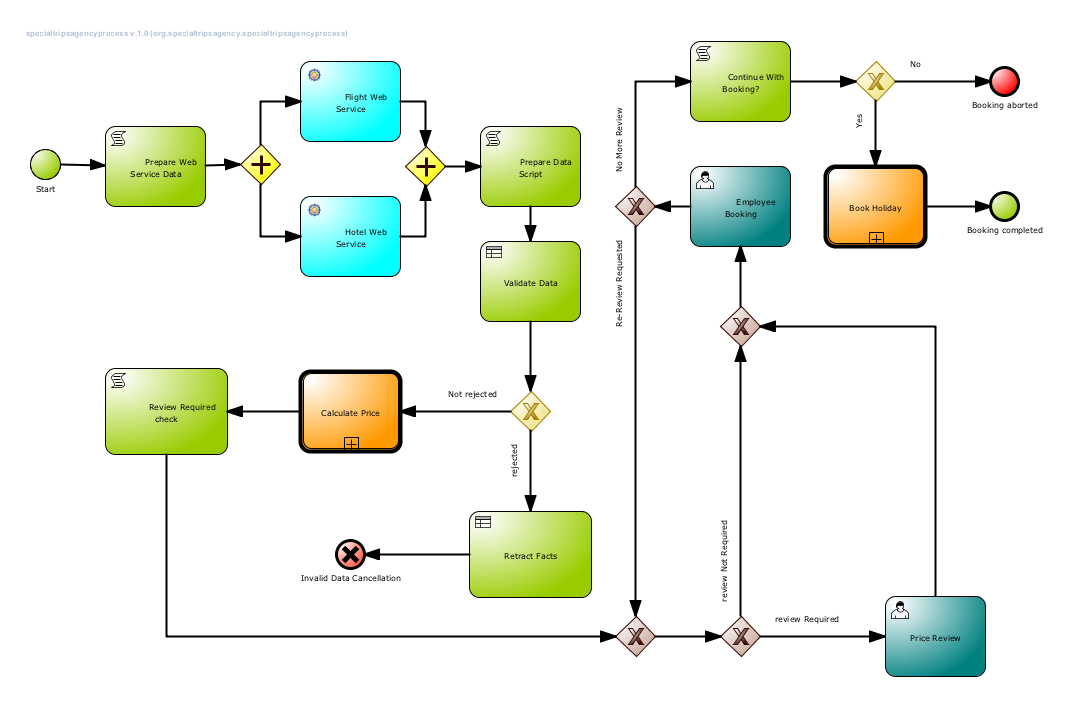 specialtripsagencyprocess v.1.0 (org.specialtripsagency.specialtripsagencyprocess)
Start
Prepare Web
Service Data
Flight Web
Service
Hotel Web
Service
Prepare Data
Script
Validate Data
Not rejected
rejected
Calculate Price
Review Required
check
Retract Facts
Invalid Data Cancellation
No More Review
Re-Review Requested
Continue With
Booking?
No
Yes
Booking aborted
Employee
Booking
Book Holiday
Booking completed
review Not Required
review Required
Price Review